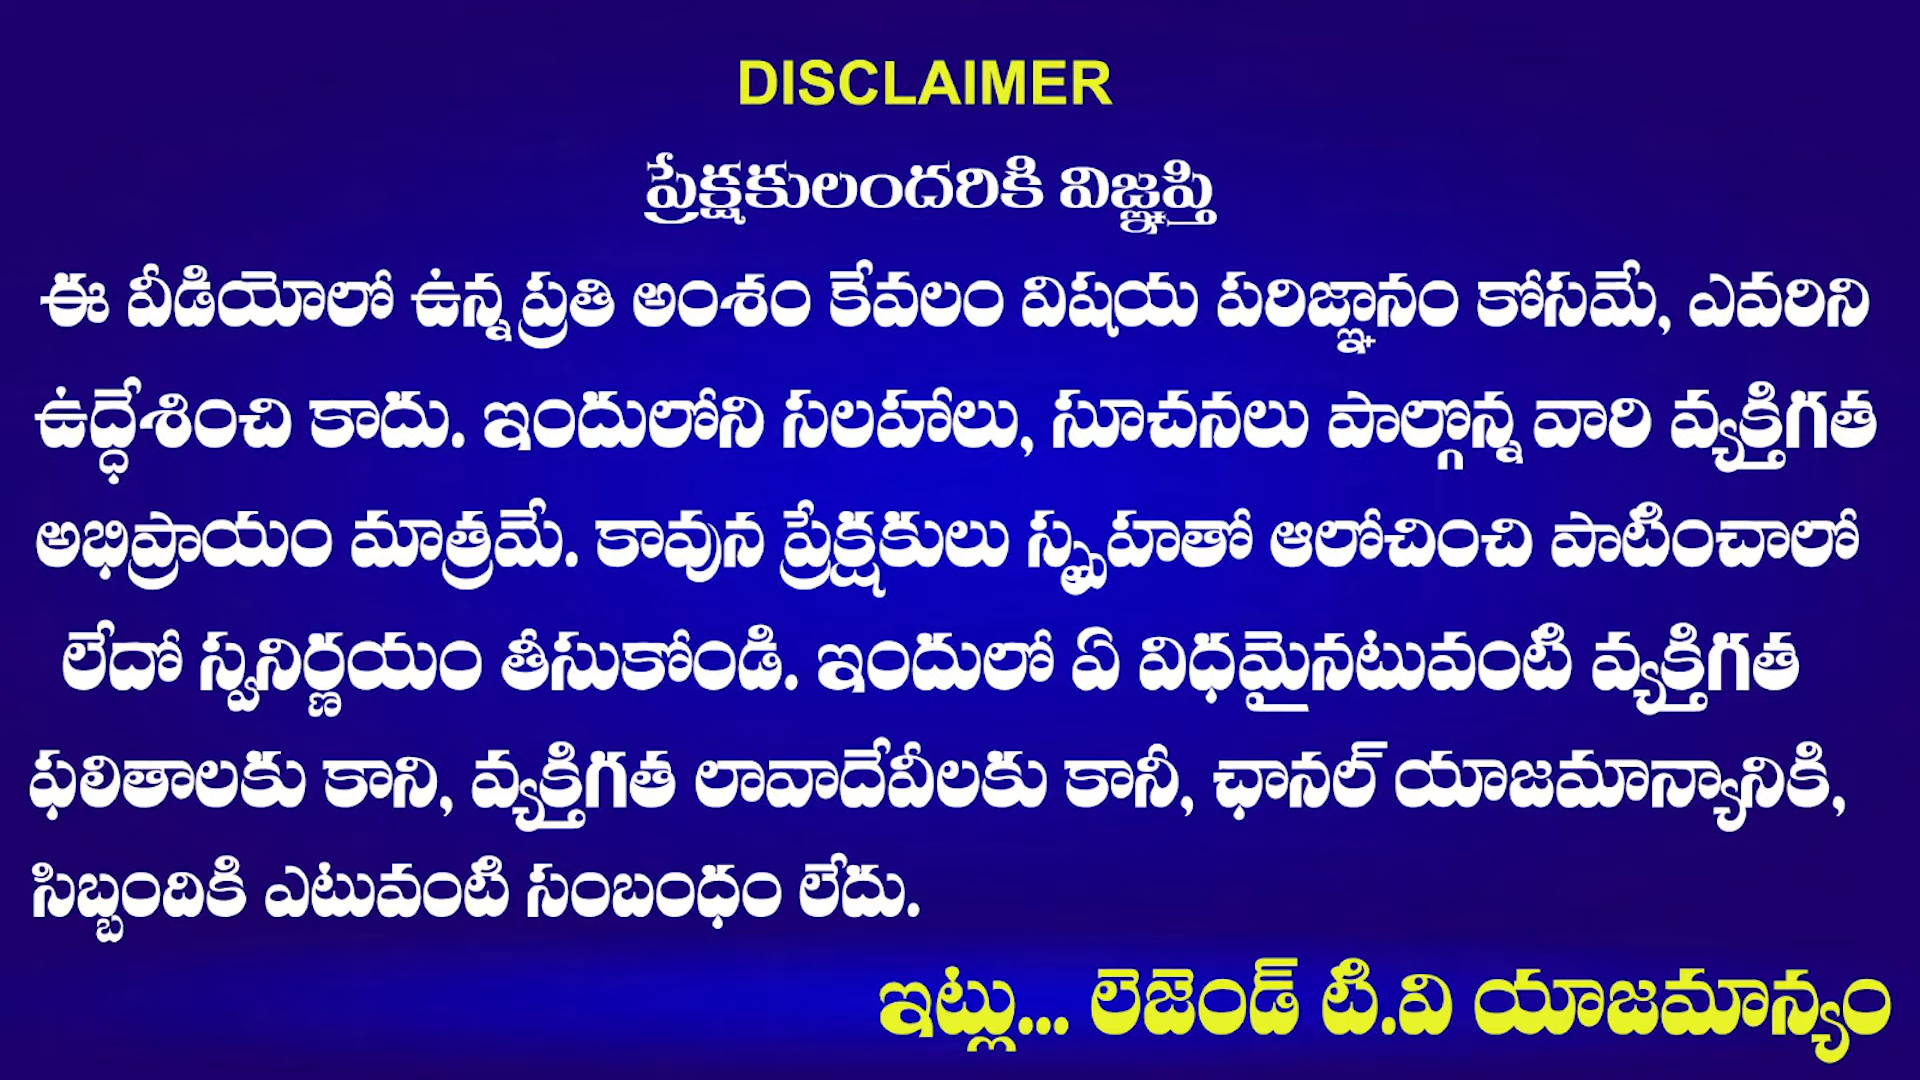 DISCLAIMER
ప్రేక్షకులందరికి విజ్ఞప్తి
ఈ వీడియోలో ఉన్న ప్రతి అంశం కేవలం విషయ పరిజ్ఞానం కోసమే, ఎవరిని
ఉద్ధేశించి కాదు. ఇందులోని సలహాలు, సూచనలు పాల్గొన్న వారి వ్యక్తిగత
అభిప్రాయం మాత్రమే. కావున ప్రేక్షకులు స్పృహతో ఆలోచించి పాటించాలో
లేదో స్వనిర్ణయం తీసుకోండి. ఇందులో ఏ విధమైనటువంటి వ్యక్తిగత
ఫలితాలకు కాని, వ్యక్తిగత లావాదేవీలకు కానీ, ఛానల్ యాజమాన్యానికి,
సిబ్బందికి ఎటువంటి సంబంధం లేదు.
ఇట్లు... లెజెండ్ టి.వి యాజమాన్యం